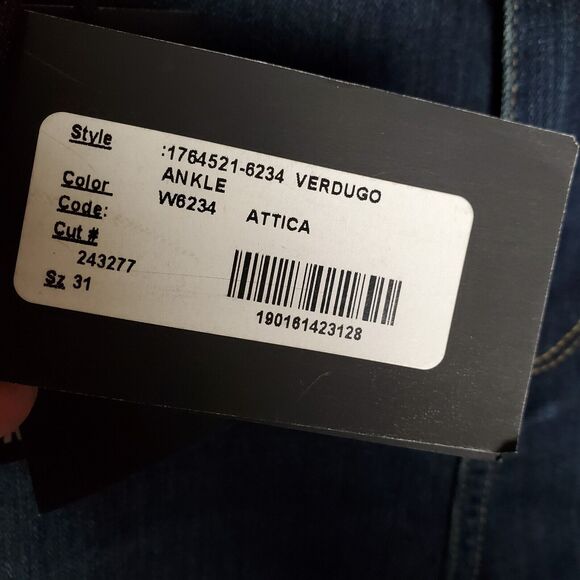 Style :1764521-6234 VERDUGO
ANKLE
Color
Code: W6234 ATTICA
Cut #
243277
Sz 31
190161423128